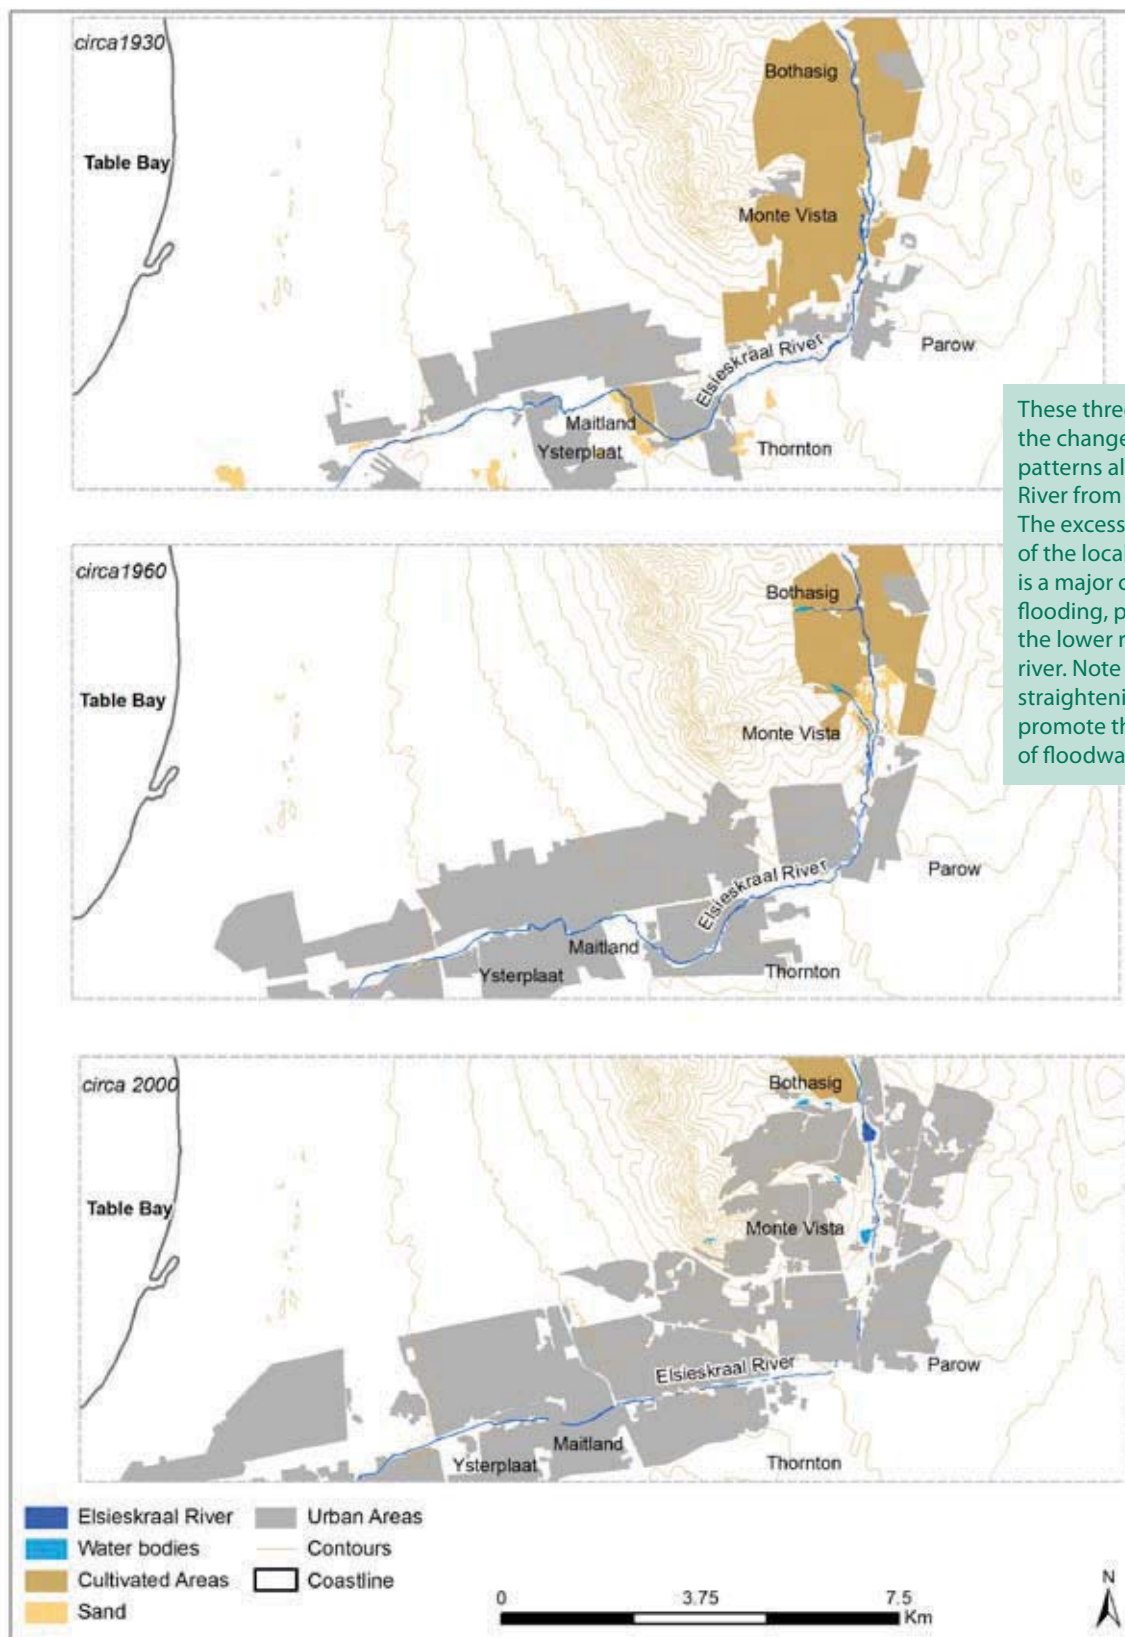 circa1930
Bothasig
Table Bay
Monte Vista
Elsieskraal River
Parow
Maitland
Ysterplaat
Thornton
These three
the change
patterns al
River from
The excess
of the local
is a major c
flooding, p
the lower r
river. Note
straighteni
promote th
of floodwa
circa1960
Bothasig
Table Bay
Monte Vista
Elsieskraal River
Parow
Maitland
Ysterplaat
Thornton
circa 2000
Bothasig
Table Bay
Monte Vista
Elsieskraal River
Parow
Maitland
Ysterplaat
Thornton
Elsieskraal River
Urban Areas
Water bodies
Contours
Cultivated Areas
Coastline
Sand
0 3.75 7.5
Km
N